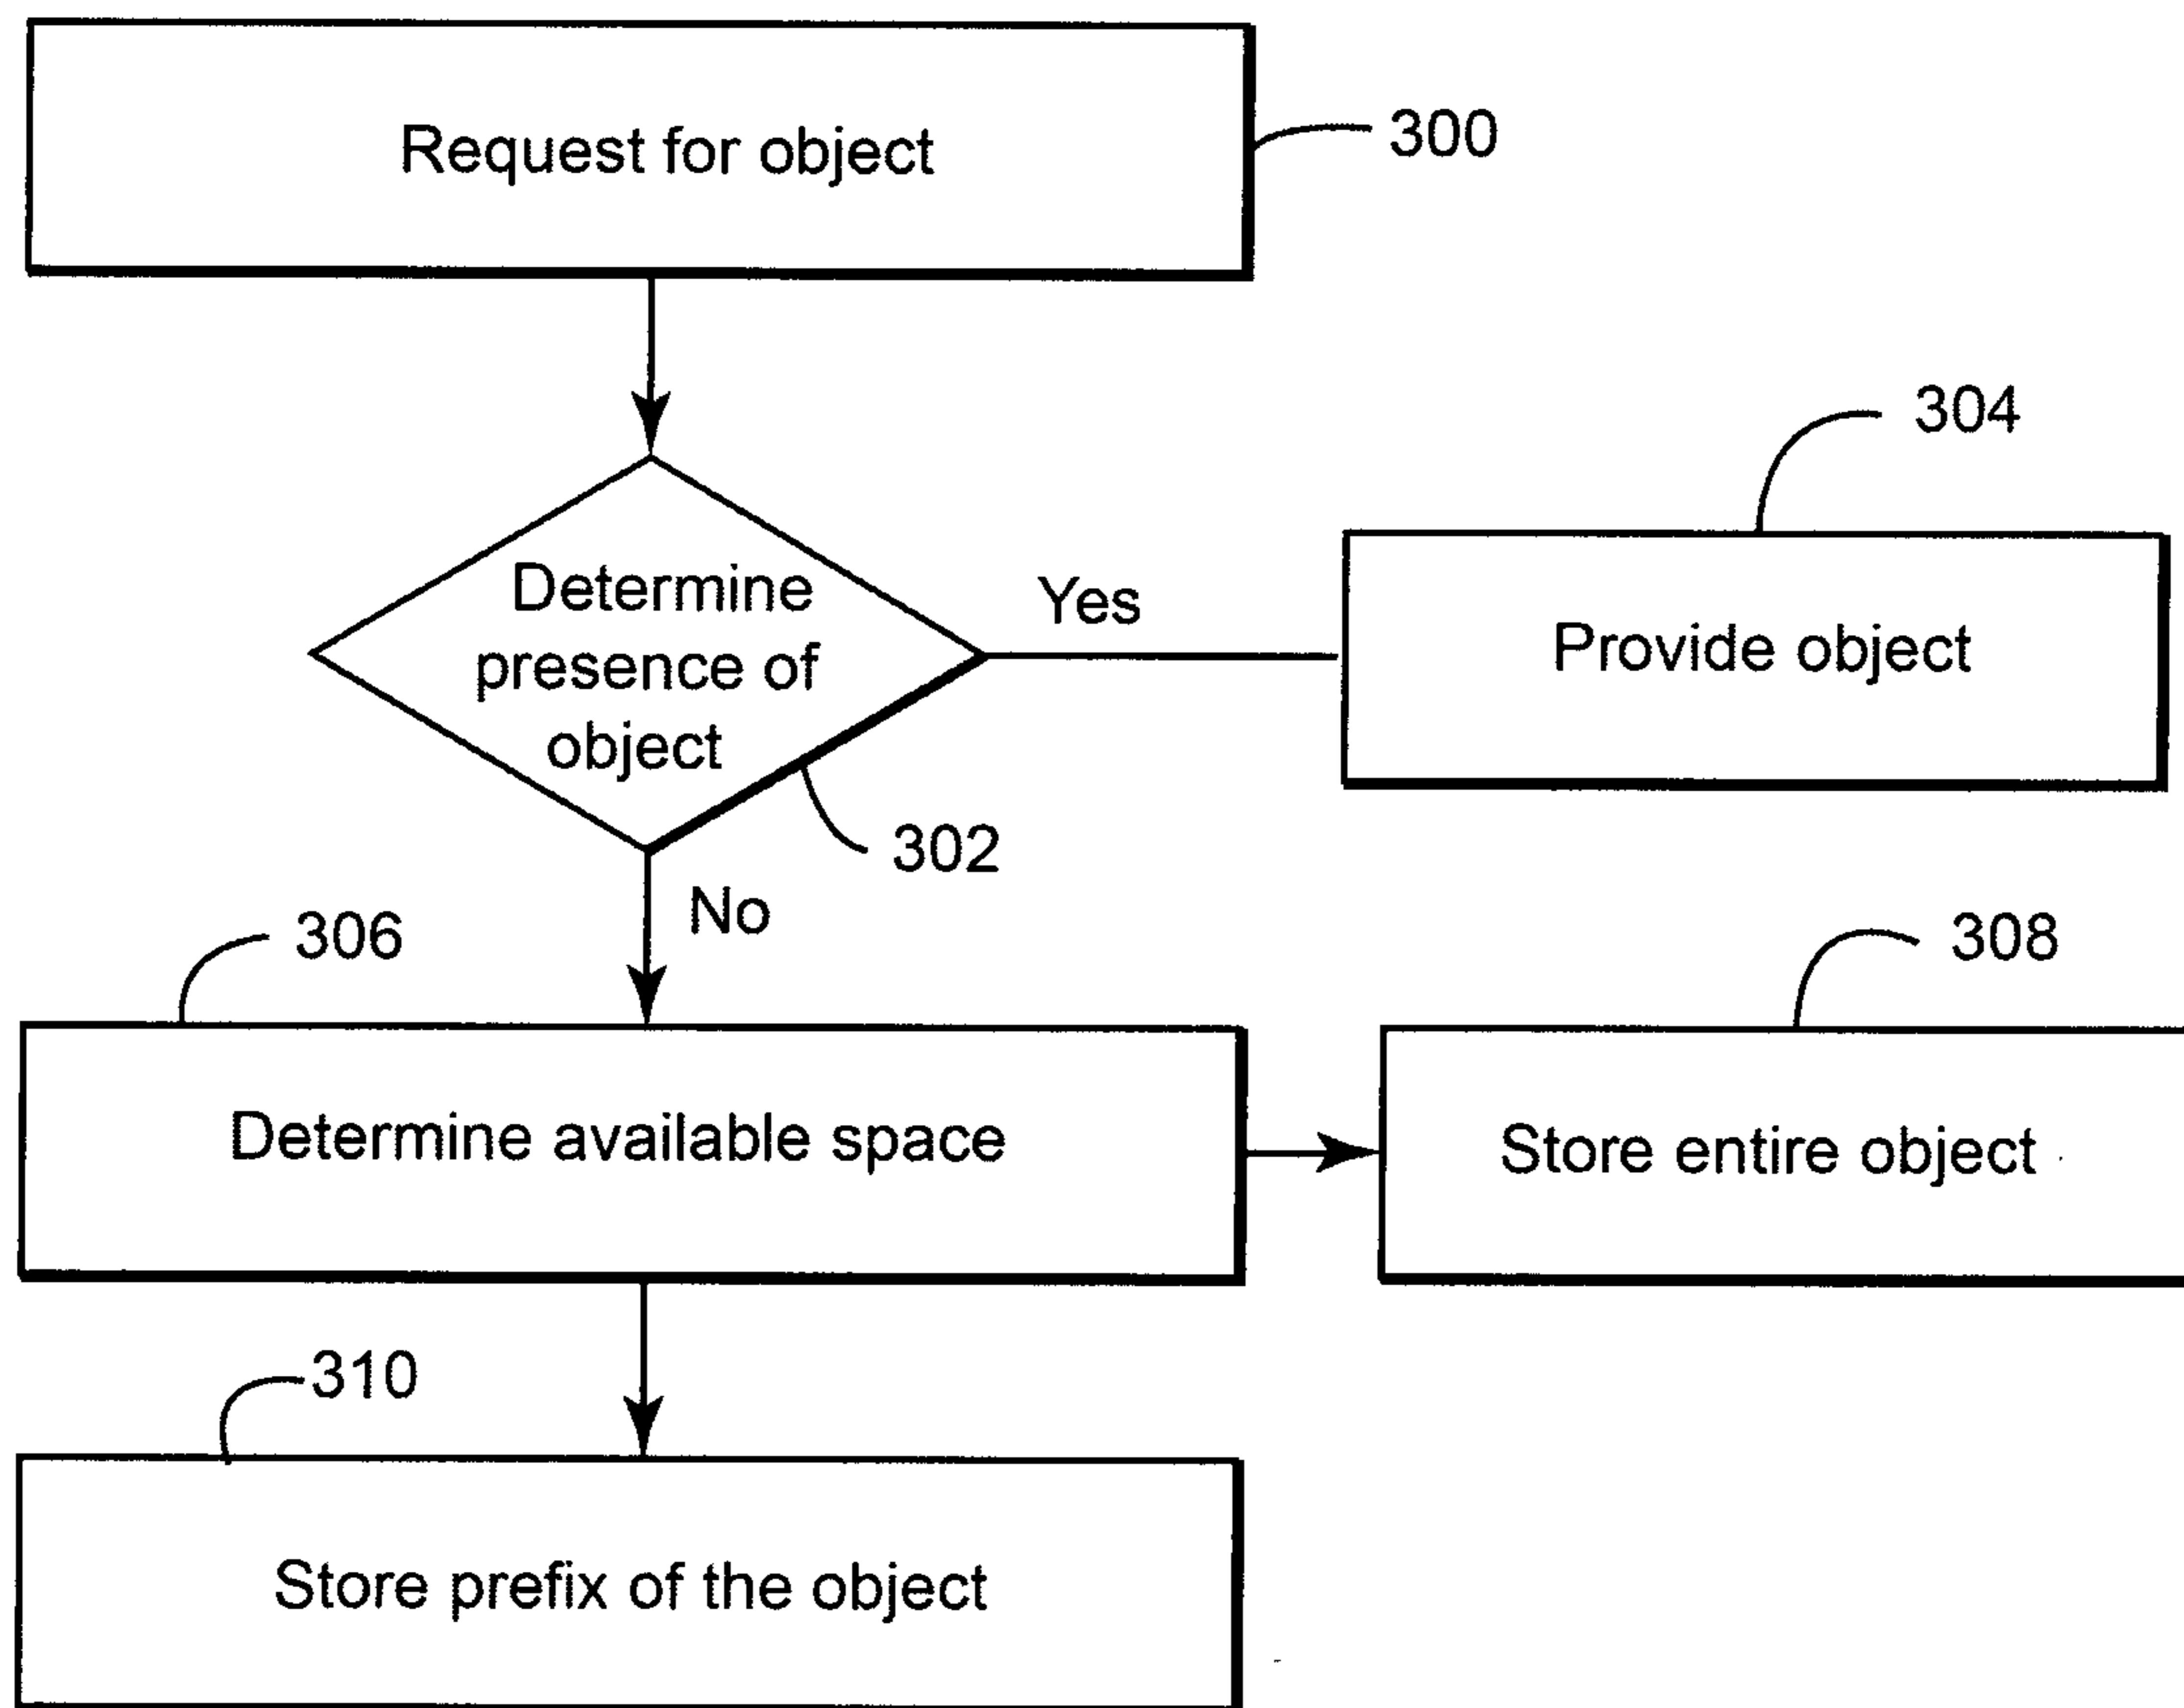 Request for object
300
304
Determine
presence of
object
Yes
Provide object
302
No
306
308
Determine available space
Store entire object
310
Store prefix of the object